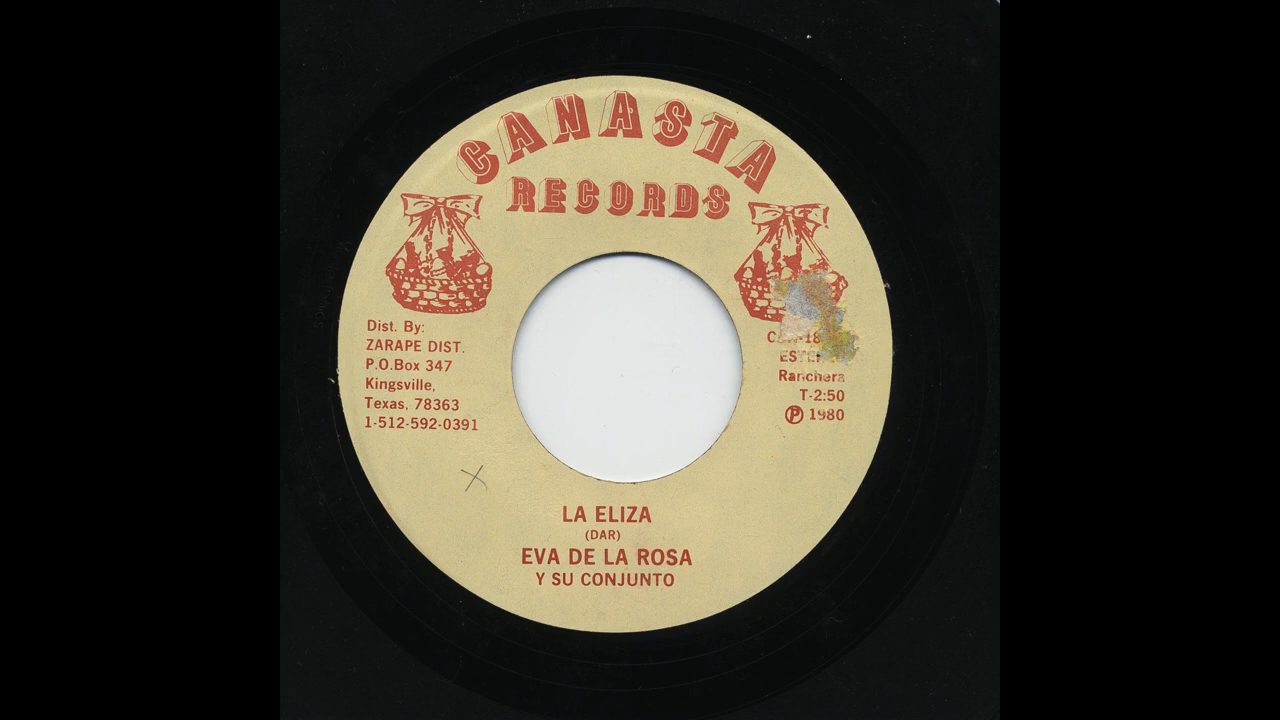 CANASTA
RECORDS
Dist. By:
ZARAPE DIST.
P.O.Box 347
Kingsville,
Texas, 78363
1-512-592-0391
Ranchera
T-2:50
Ⓟ 1980
LA ELIZA
(DAR)
EVA DE LA ROSA
Y SU CONJUNTO